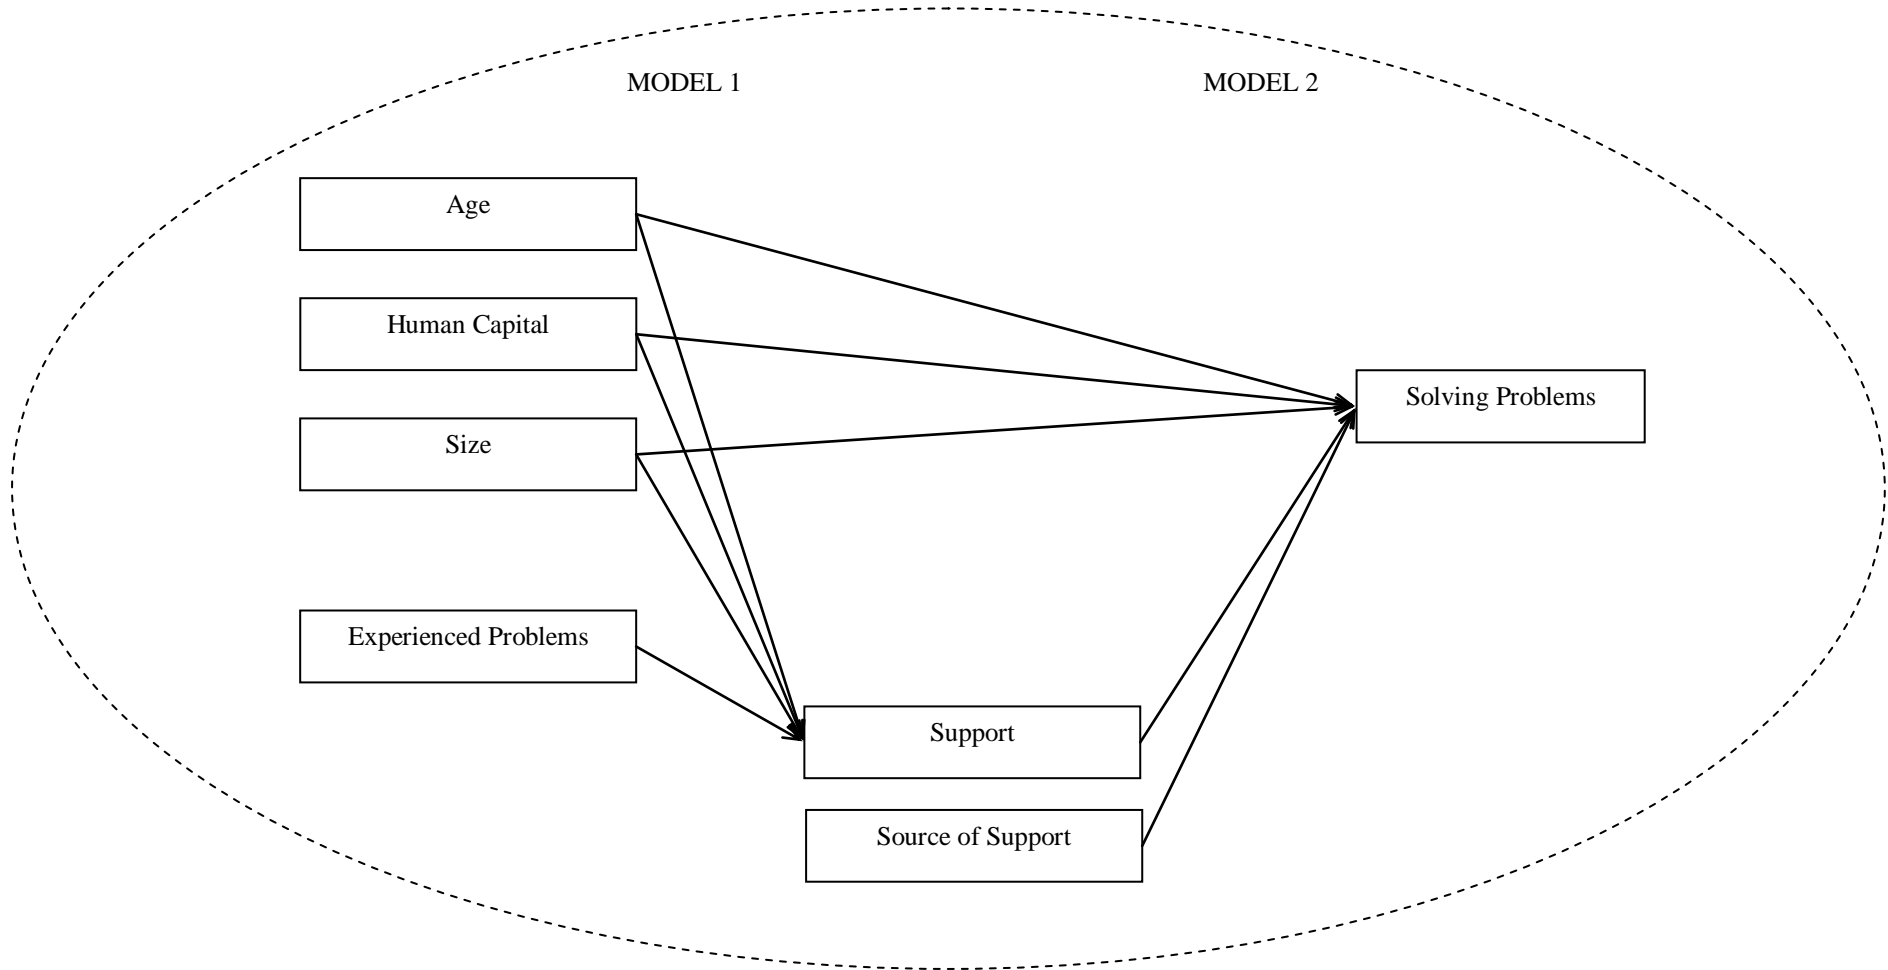 MODEL 1
MODEL 2
Age
Human Capital
Size
Solving Problems
Experienced Problems
Support
Source of Support